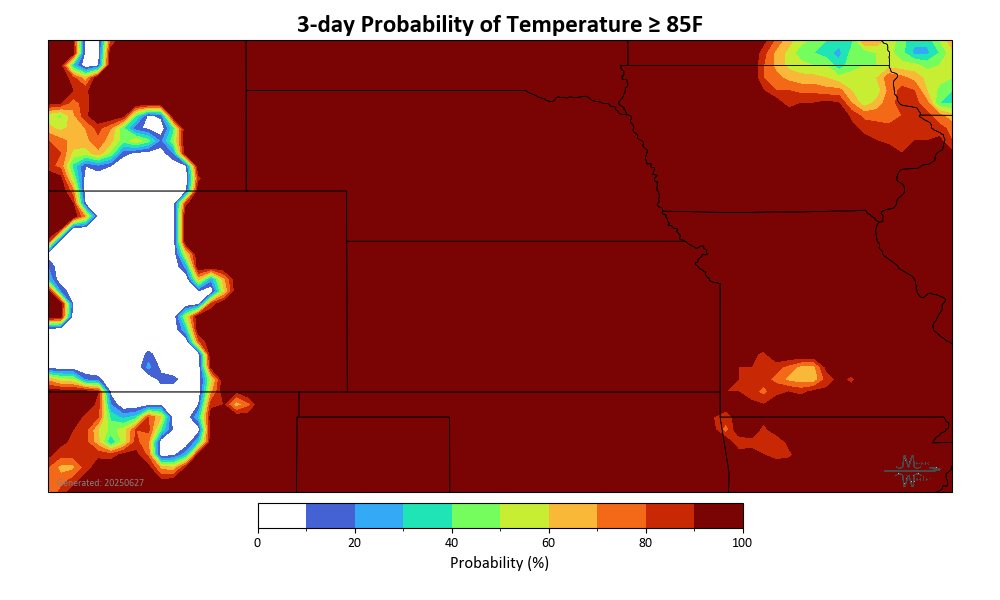 3-day Probability of Temperature ≥ 85F
Generated: 20250627
0 20 40 60 80 100
Probability (%)